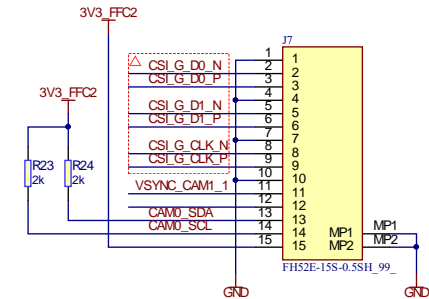 3V3_FFC2
J7
1 1
CSI_G_D0_N 2 2
CSI_G_D0_P 3 3
4 4
CSI_G_D1_N 5 5
CSI_G_D1_P 6 6
7 7
CSI_G_CLK_N 8 8
CSI_G_CLK_P 9 9
10 10
VSYNC_CAM1_1 11 11
12 12
CAM0_SDA 13 13
CAM0_SCL 14 14
15 15
3V3_FFC2
R23
2k
R24
2k
MP1 MP1
MP2 MP2
FH52E-15S-0.5SH_99_
GND
GND